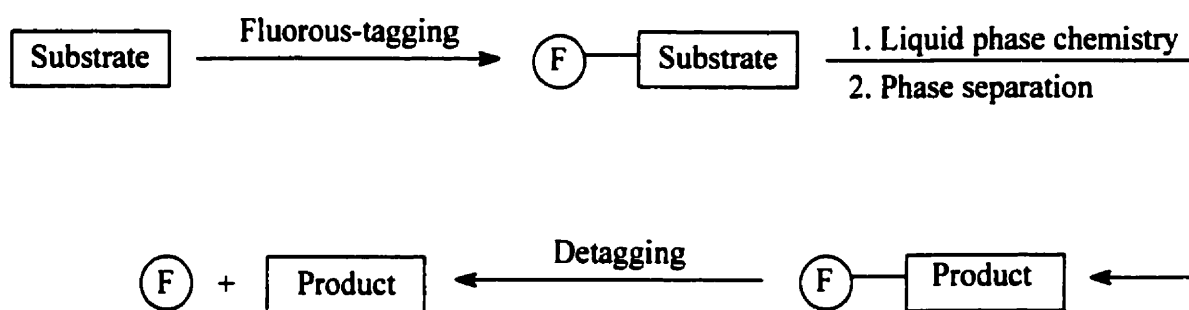 Substrate
Fluorous-tagging
F
Substrate
1. Liquid phase chemistry
2. Phase separation
F + Product
Detagging
F
Product